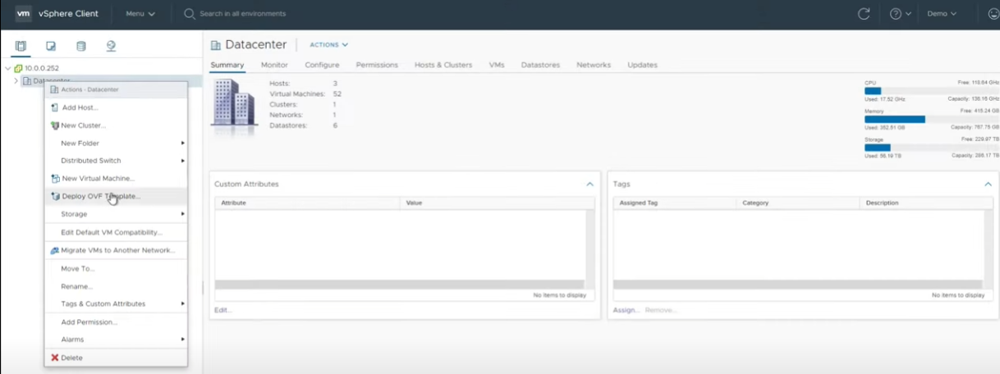 vm vSphere Client Menu Search in all environments Demo
Datacenter ACTIONS
Summary Monitor Configure Permissions Hosts & Clusters VMs Datastores Networks Updates
10.0.0.252
Datacenter
Actions - Datacenter
Add Host...
New Cluster...
New Folder
Distributed Switch
New Virtual Machine...
Deploy OVF Template...
Storage
Edit Default VM Compatibility...
Migrate VMs to Another Network...
Move To...
Rename...
Tags & Custom Attributes
Add Permission...
Alarms
Delete
Hosts: 3
Virtual Machines: 52
Clusters: 1
Networks: 1
Datastores: 6
CPU Free: 118.64 GHz
Used: 17.52 GHz Capacity: 136.16 GHz
Memory Free: 415.24 GB
Used: 352.51 GB Capacity: 767.75 GB
Storage Free: 229.97 TB
Used: 56.19 TB Capacity: 286.17 TB
Custom Attributes
Attribute Value
No items to display
Edit...
Tags
Assigned Tag Category Description
No items to display
Assign... Remove...